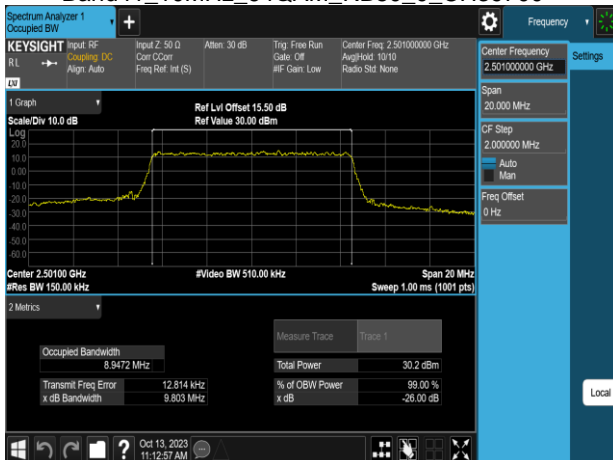 Spectrum Analyzer 1
Occupied BW
Frequency
KEYSIGHT
RL
Input: RF
Coupling: DC
Align: Auto
Input Z: 50 Ω
Corr CCorr
Freq Ref: Int (S)
Atten: 30 dB
Trig: Free Run
Gate: Off
#IF Gain: Low
Center Freq: 2.501000000 GHz
Avg|Hold: 10/10
Radio Std: None
LXI
Center Frequency
2.501000000 GHz
Settings
Span
20.000 MHz
CF Step
2.000000 MHz
Auto
Man
Freq Offset
0 Hz
Local
1 Graph
Scale/Div 10.0 dB
Ref Lvl Offset 15.50 dB
Ref Value 30.00 dBm
Log
20.0
10.0
0.00
-10.0
-20.0
-30.0
-40.0
-50.0
-60.0
Center 2.50100 GHz
#Res BW 150.00 kHz
#Video BW 510.00 kHz
Span 20 MHz
Sweep 1.00 ms (1001 pts)
2 Metrics
Measure Trace Trace 1
Occupied Bandwidth
8.9472 MHz
Total Power 30.2 dBm
Transmit Freq Error 12.814 kHz
% of OBW Power 99.00 %
x dB Bandwidth 9.803 MHz
x dB -26.00 dB
Oct 13, 2023
11:12:57 AM